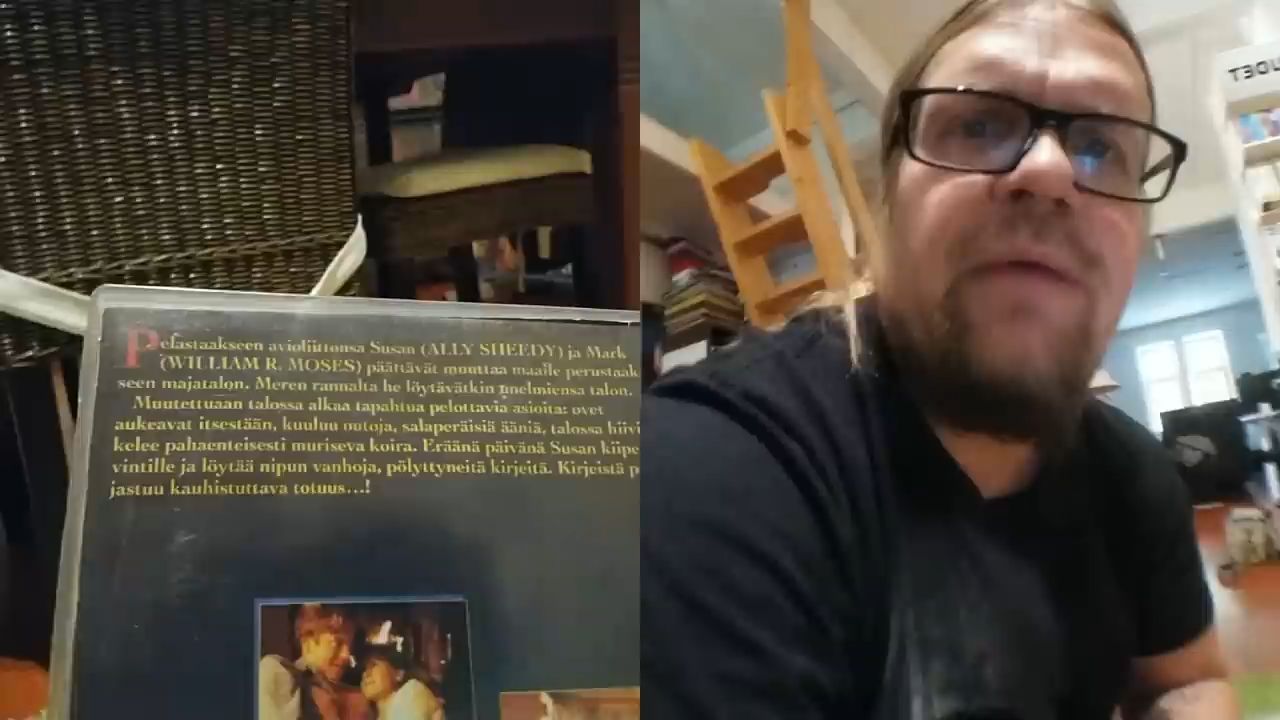 Pelastaakseen avioliittonsa Susan (ALLY SHEEDY) ja Mark
(WILLIAM R. MOSES) päättävät muuttaa maalle perustaak
seen majatalon. Meren rannalta he löytävätkin unelmiensa talon.
Muutettuaan talossa alkaa tapahtua pelottavia asioita: ovet
aukeavat itsestään, kuuluu outoja, salaperäisiä ääniä, talossa hiivi
kelee pahaenteisesti muriseva koira. Eräänä päivänä Susan kiipe
vintille ja löytää nipun vanhoja, pölyttyneitä kirjeitä. Kirjeistä p
jastuu kauhistuttava totuus...!